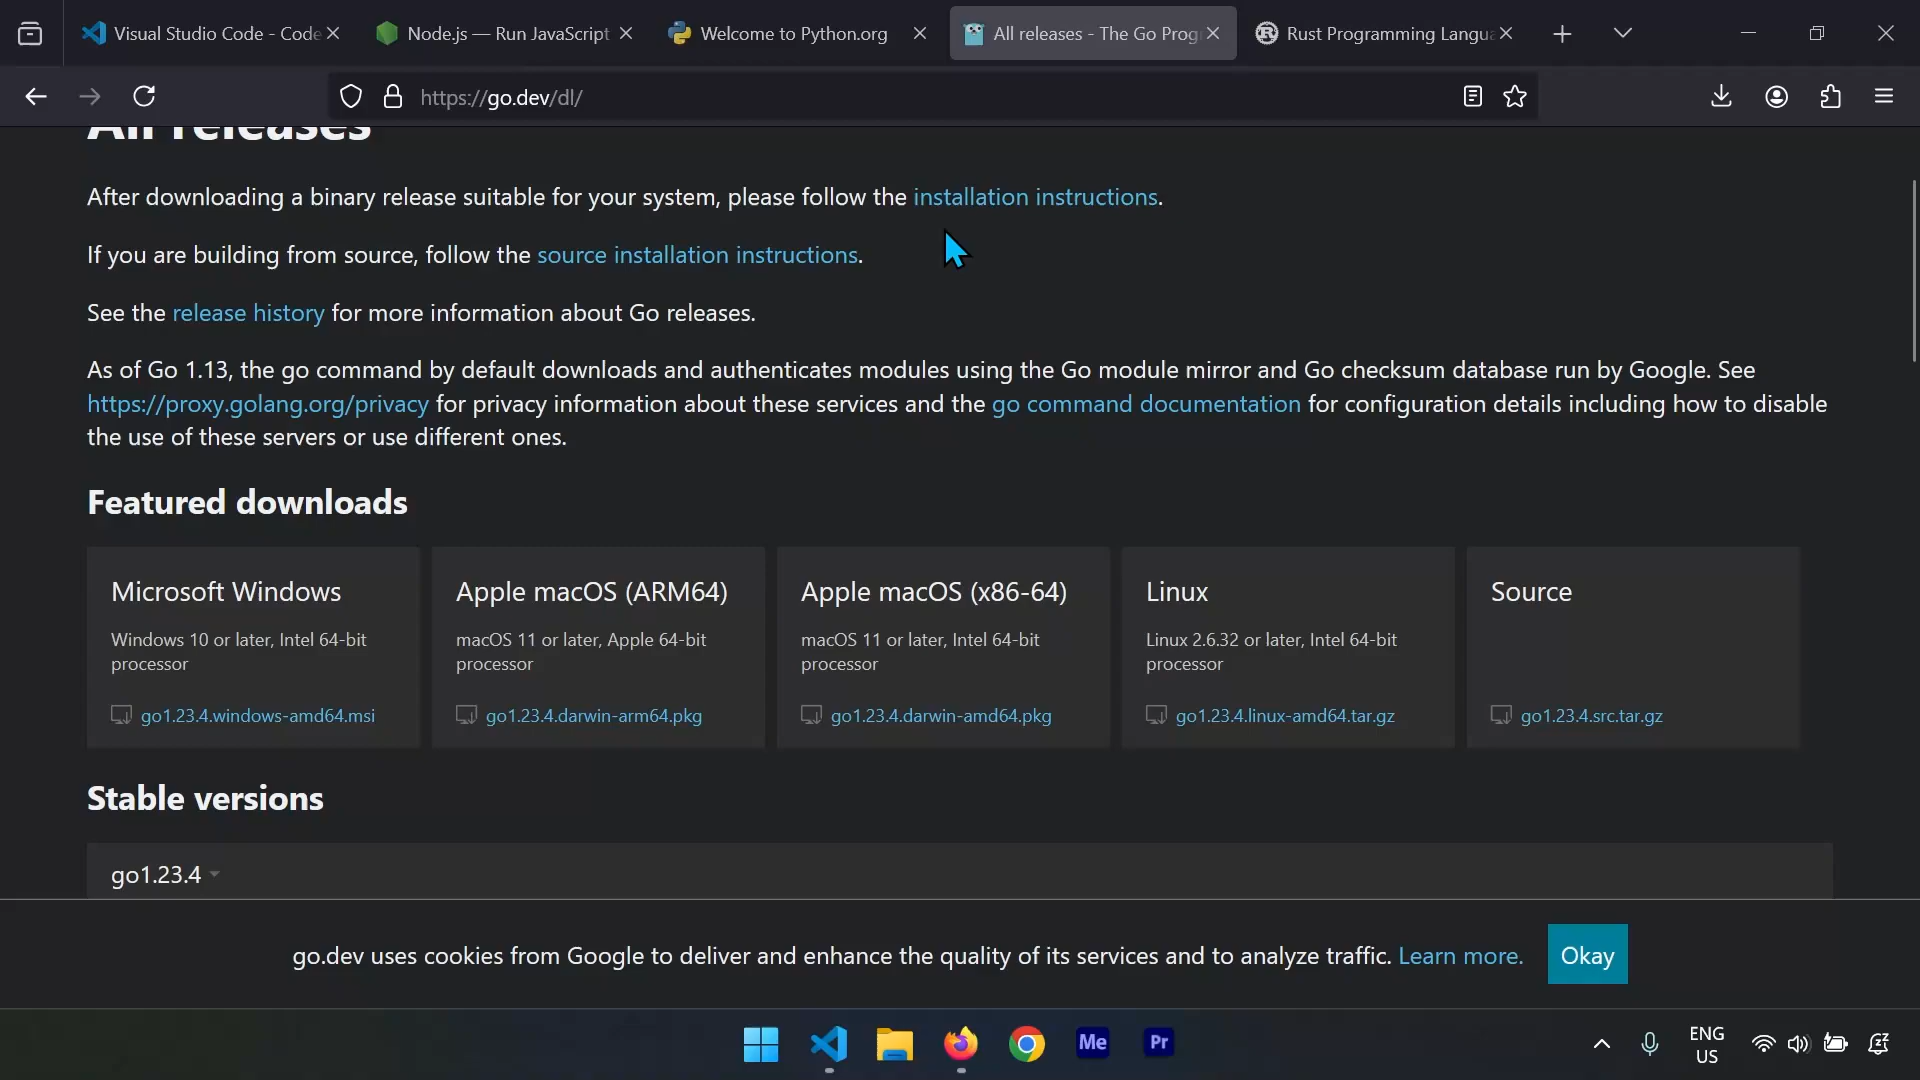 Visual Studio Code - Code
Node.js — Run JavaScript
Welcome to Python.org
All releases - The Go Prog
Rust Programming Langua
https://go.dev/dl/
All releases
After downloading a binary release suitable for your system, please follow the installation instructions.
If you are building from source, follow the source installation instructions.
See the release history for more information about Go releases.
As of Go 1.13, the go command by default downloads and authenticates modules using the Go module mirror and Go checksum database run by Google. See
https://proxy.golang.org/privacy for privacy information about these services and the go command documentation for configuration details including how to disable
the use of these servers or use different ones.
Featured downloads
Microsoft Windows
Windows 10 or later, Intel 64-bit
processor
go1.23.4.windows-amd64.msi
Apple macOS (ARM64)
macOS 11 or later, Apple 64-bit
processor
go1.23.4.darwin-arm64.pkg
Apple macOS (x86-64)
macOS 11 or later, Intel 64-bit
processor
go1.23.4.darwin-amd64.pkg
Linux
Linux 2.6.32 or later, Intel 64-bit
processor
go1.23.4.linux-amd64.tar.gz
Source
go1.23.4.src.tar.gz
Stable versions
go1.23.4
go.dev uses cookies from Google to deliver and enhance the quality of its services and to analyze traffic. Learn more.
Okay
Me
Pr
ENG
US